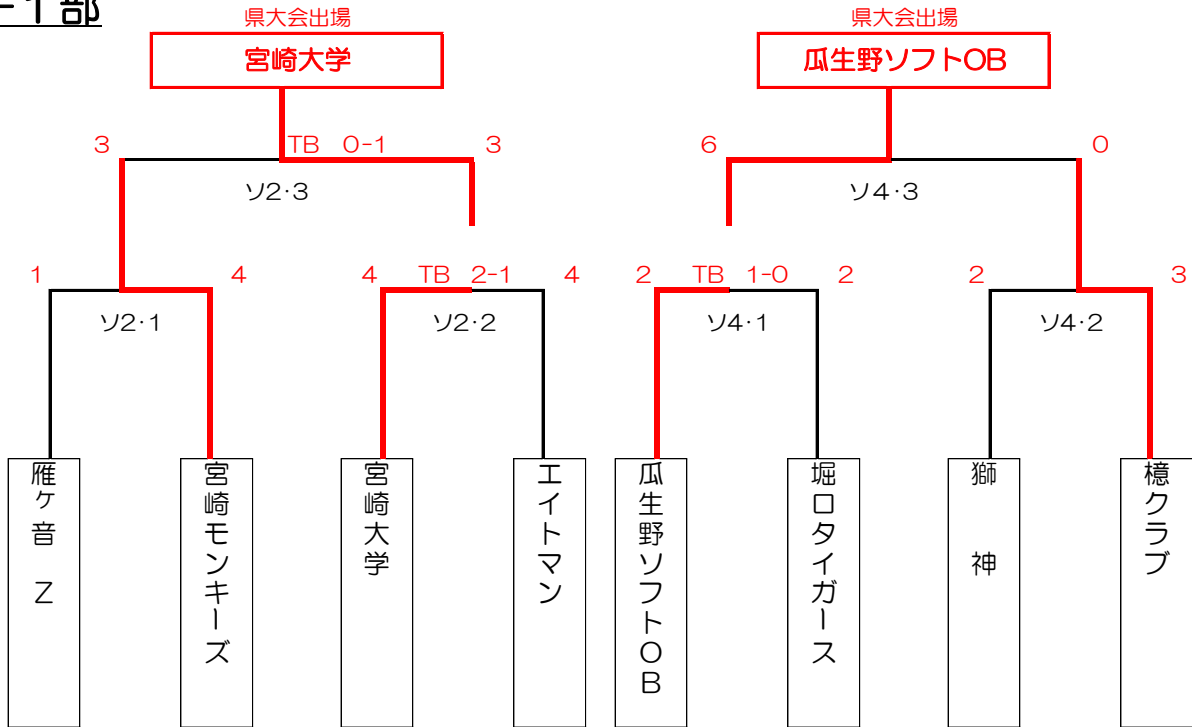 -1部
県大会出場
県大会出場
宮崎大学
瓜生野ソフトOB
3 TB 0-1 3
6 0
ソ2・3
ソ4・3
1 4
4 TB 2-1 4
2 TB 1-0 2
2 3
ソ2・1
ソ2・2
ソ4・1
ソ4・2
雁ヶ音 Z
宮崎モンキーズ
宮崎大学
エイトマン
瓜生野ソフトOB
堀口タイガース
獅 神
檍クラブ